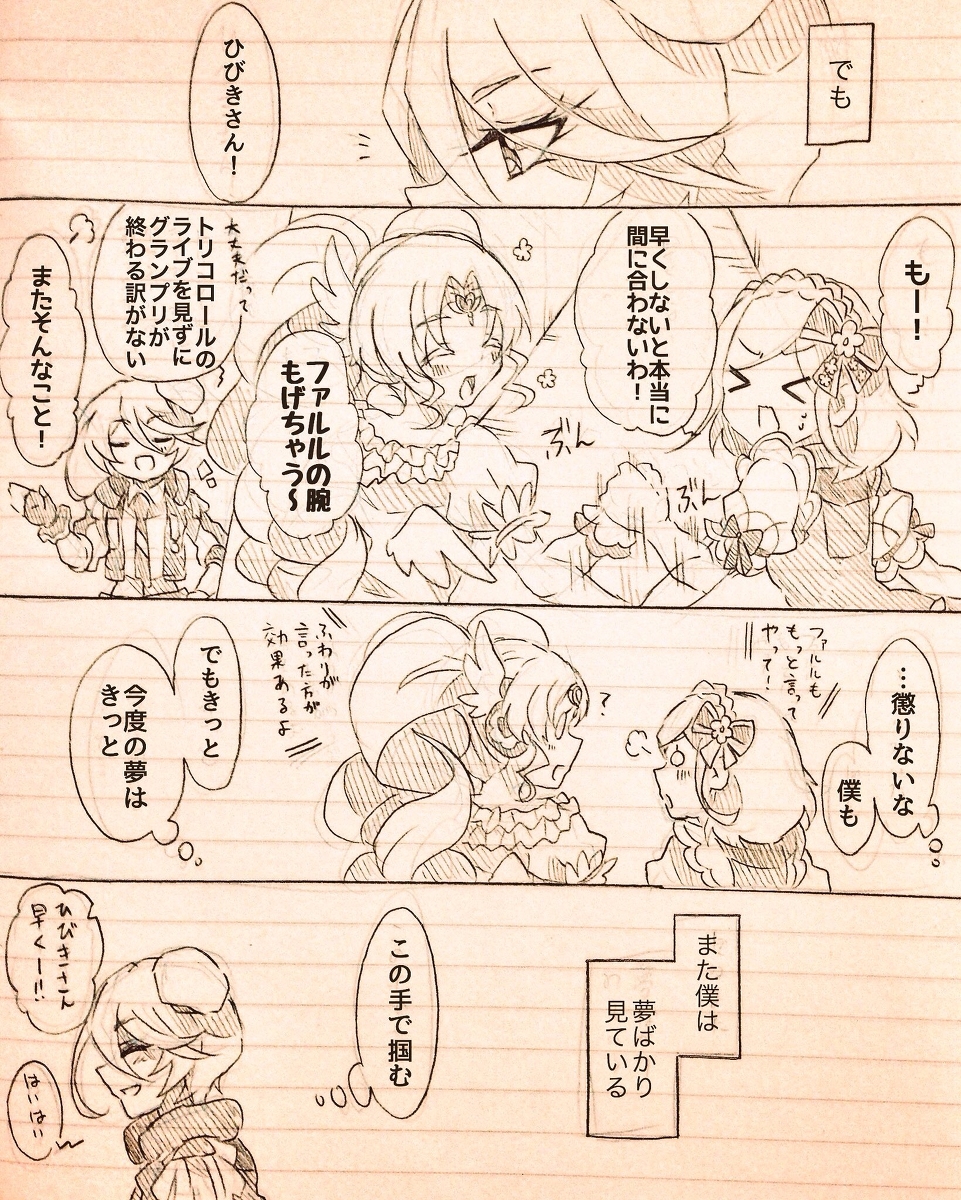 でも
ひびきさん!
もー!
早くしないと本当に
間に合わないわ!
ぶん
ぶん
ファルルの腕
もげちゃう〜
大丈夫だって
トリコロールの
ライブを見ずに
グランプリが
終わる訳がない
またそんなこと!
…懲りないな
僕も
ファルルも
もっと言って
やって!
?
ふわりが
言った方が
効果あるよ
でもきっと
今度の夢は
きっと
また僕は
夢ばかり
見ている
この手で掴む
ひびきさん
早くー!!
はいはい